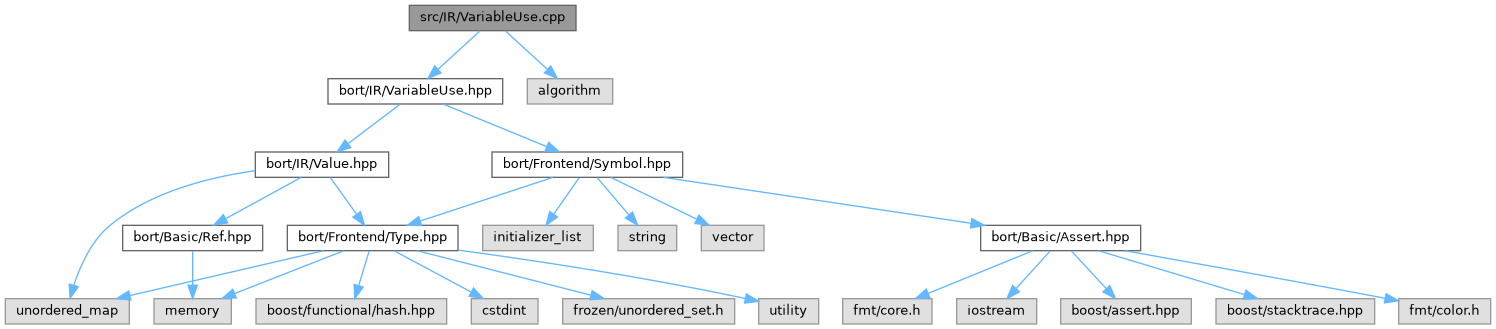 src/IR/VariableUse.cpp
bort/IR/VariableUse.hpp
algorithm
bort/IR/Value.hpp
bort/Frontend/Symbol.hpp
bort/Basic/Ref.hpp
bort/Frontend/Type.hpp
initializer_list
string
vector
bort/Basic/Assert.hpp
unordered_map
memory
boost/functional/hash.hpp
cstdint
frozen/unordered_set.h
utility
fmt/core.h
iostream
boost/assert.hpp
boost/stacktrace.hpp
fmt/color.h